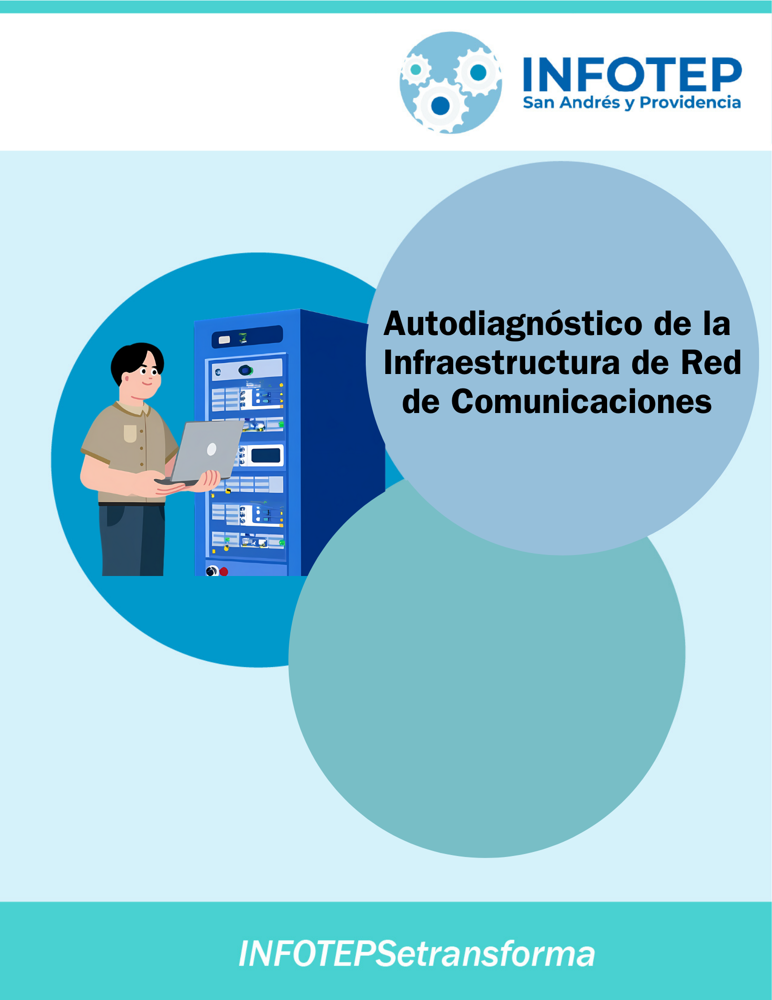 INFOTEP
San Andrés y Providencia
Autodiagnóstico de la
Infraestructura de Red
de Comunicaciones
INFOTEPSetransforma